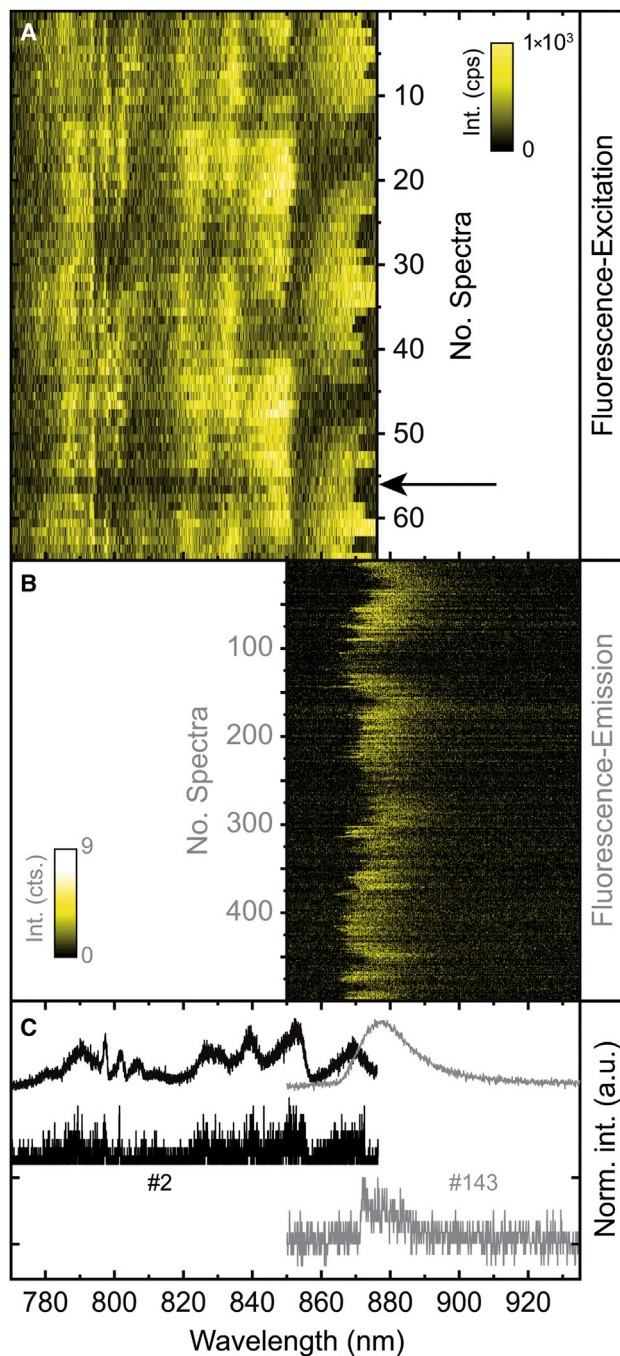 A
1×10³
0
Int. (cps)
10
20
30
40
50
60
No. Spectra
Fluorescence-Excitation
B
100
200
300
400
No. Spectra
9
0
Int. (cts.)
Fluorescence-Emission
C
#2
#143
Norm. int. (a.u.)
780 800 820 840 860 880 900 920
Wavelength (nm)